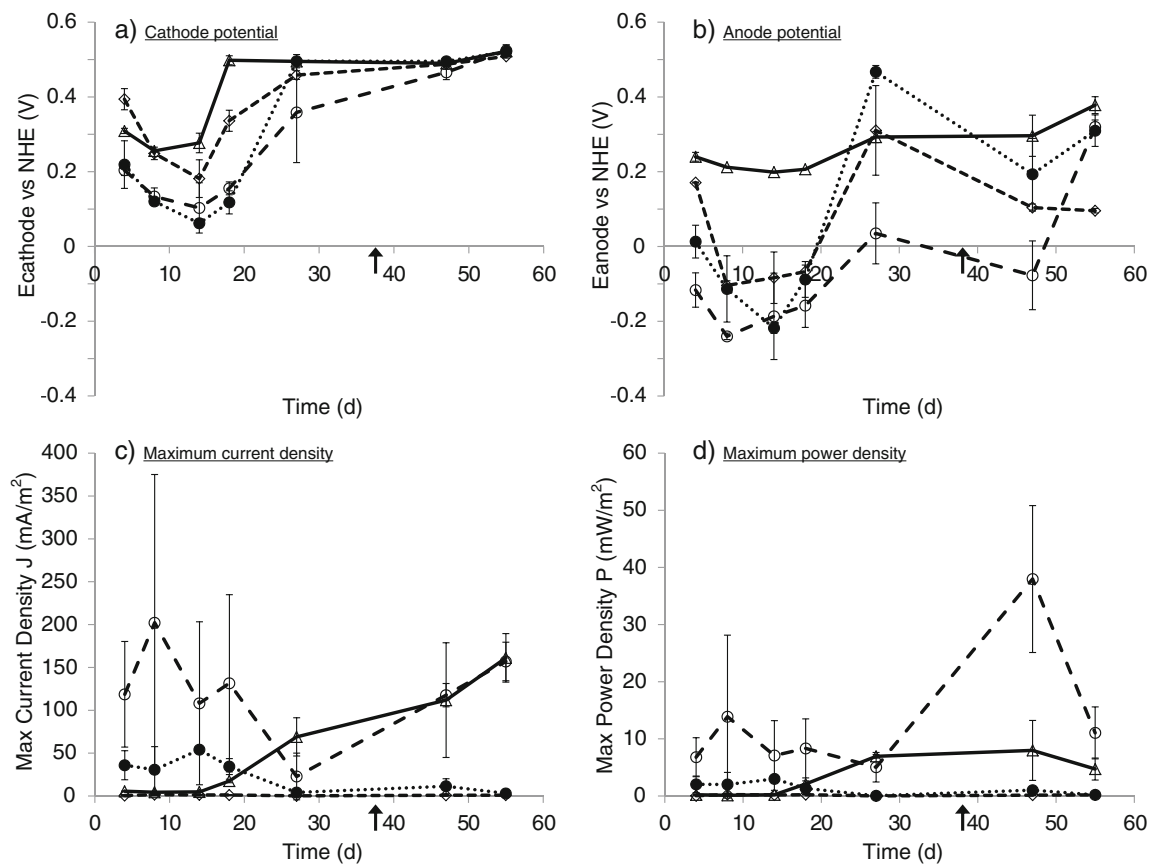 a) Cathode potential
0.6
0.4
0.2
0
-0.2
-0.4
Ecathode vs NHE (V)
0 10 20 30 40 50 60
Time (d)
b) Anode potential
0.6
0.4
0.2
0
-0.2
-0.4
Eanode vs NHE (V)
0 10 20 30 40 50 60
Time (d)
c) Maximum current density
400
350
300
250
200
150
100
50
0
Max Current Density J (mA/m²)
0 10 20 30 40 50 60
Time (d)
d) Maximum power density
60
50
40
30
20
10
0
Max Power Density P (mW/m²)
0 10 20 30 40 50 60
Time (d)